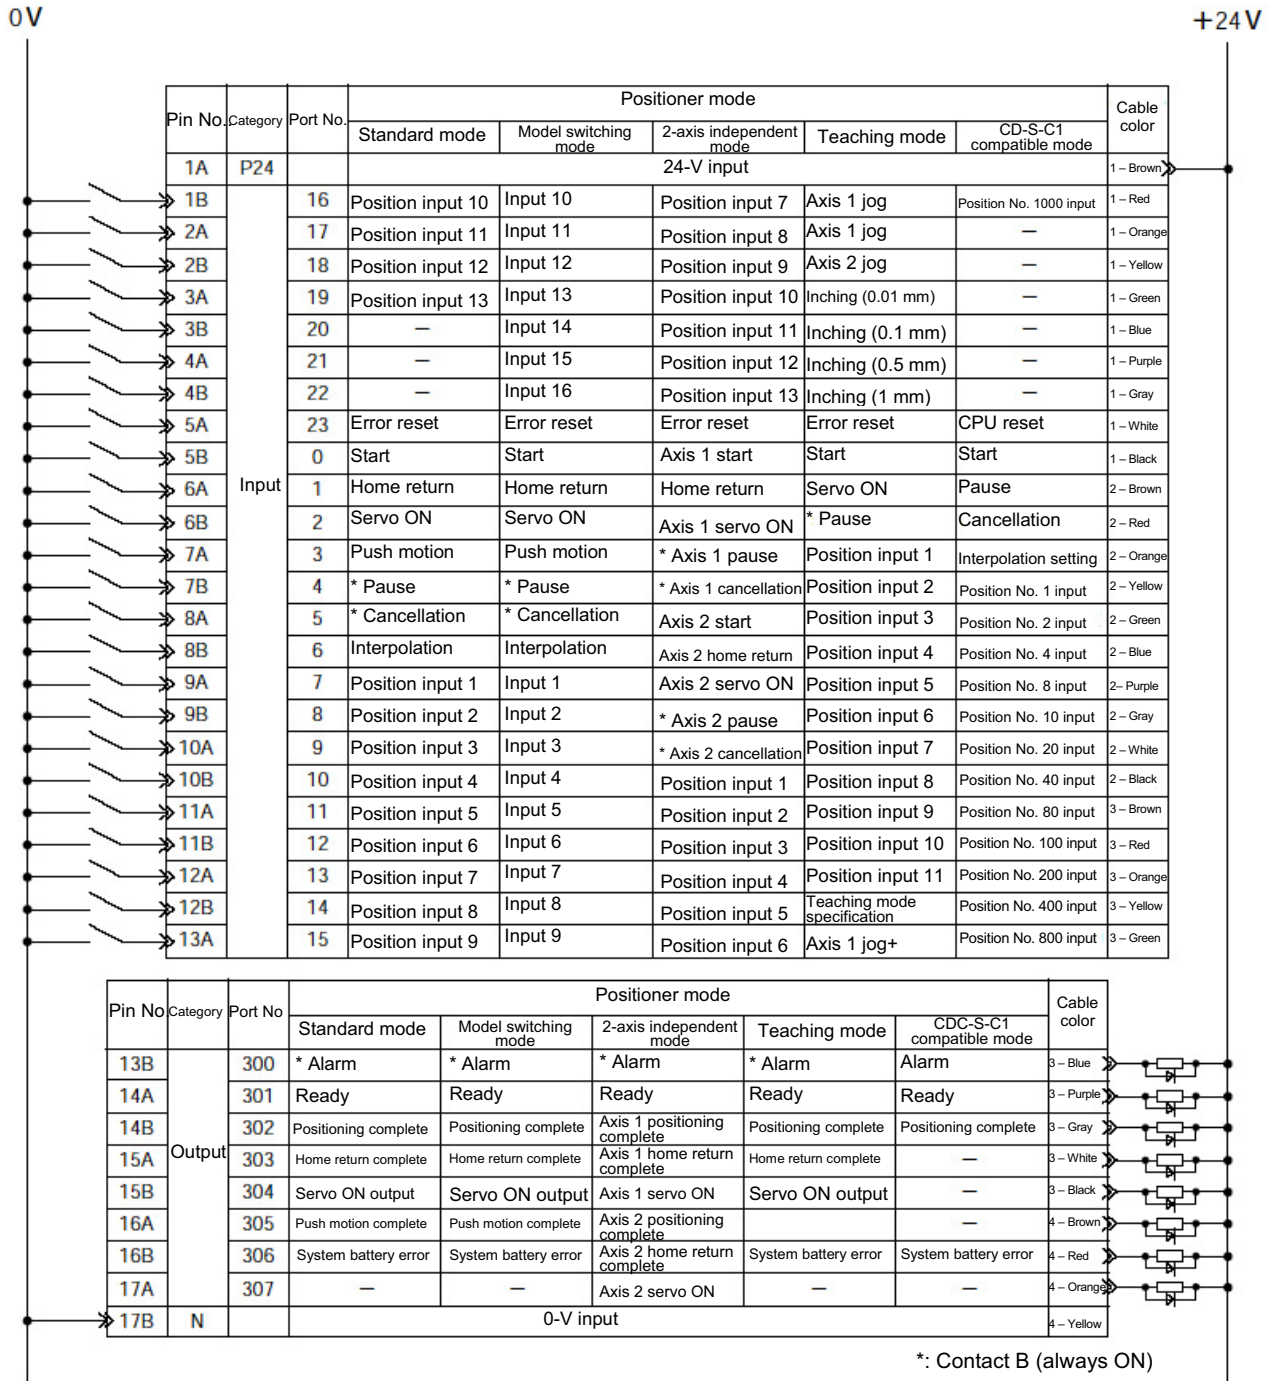 0V
+24V
Pin No. Category Port No. Positioner mode Cable color
Standard mode Model switching mode 2-axis independent mode Teaching mode CD-S-C1 compatible mode
1A P24 24-V input 1 – Brown
1B 16 Position input 10 Input 10 Position input 7 Axis 1 jog Position No. 1000 input 1 – Red
2A 17 Position input 11 Input 11 Position input 8 Axis 1 jog – 1 – Orange
2B 18 Position input 12 Input 12 Position input 9 Axis 2 jog – 1 – Yellow
3A 19 Position input 13 Input 13 Position input 10 Inching (0.01 mm) – 1 – Green
3B 20 – Input 14 Position input 11 Inching (0.1 mm) – 1 – Blue
4A 21 – Input 15 Position input 12 Inching (0.5 mm) – 1 – Purple
4B 22 – Input 16 Position input 13 Inching (1 mm) – 1 – Gray
5A 23 Error reset Error reset Error reset Error reset CPU reset 1 – White
5B 0 Start Start Axis 1 start Start Start 1 – Black
6A Input 1 Home return Home return Home return Servo ON Pause 2 – Brown
6B 2 Servo ON Servo ON Axis 1 servo ON * Pause Cancellation 2 – Red
7A 3 Push motion Push motion * Axis 1 pause Position input 1 Interpolation setting 2 – Orange
7B 4 * Pause * Pause * Axis 1 cancellation Position input 2 Position No. 1 input 2 – Yellow
8A 5 * Cancellation * Cancellation Axis 2 start Position input 3 Position No. 2 input 2 – Green
8B 6 Interpolation Interpolation Axis 2 home return Position input 4 Position No. 4 input 2 – Blue
9A 7 Position input 1 Input 1 Axis 2 servo ON Position input 5 Position No. 8 input 2– Purple
9B 8 Position input 2 Input 2 * Axis 2 pause Position input 6 Position No. 10 input 2 – Gray
10A 9 Position input 3 Input 3 * Axis 2 cancellation Position input 7 Position No. 20 input 2 – White
10B 10 Position input 4 Input 4 Position input 1 Position input 8 Position No. 40 input 2 – Black
11A 11 Position input 5 Input 5 Position input 2 Position input 9 Position No. 80 input 3 – Brown
11B 12 Position input 6 Input 6 Position input 3 Position input 10 Position No. 100 input 3 – Red
12A 13 Position input 7 Input 7 Position input 4 Position input 11 Position No. 200 input 3 – Orange
12B 14 Position input 8 Input 8 Position input 5 Teaching mode specification Position No. 400 input 3 – Yellow
13A 15 Position input 9 Input 9 Position input 6 Axis 1 jog+ Position No. 800 input 3 – Green
Pin No Category Port No Positioner mode Cable color
Standard mode Model switching mode 2-axis independent mode Teaching mode CDC-S-C1 compatible mode
13B 300 * Alarm * Alarm * Alarm * Alarm Alarm 3 – Blue
14A 301 Ready Ready Ready Ready Ready 3 – Purple
14B 302 Positioning complete Positioning complete Axis 1 positioning complete Positioning complete Positioning complete 3 – Gray
15A Output 303 Home return complete Home return complete Axis 1 home return complete Home return complete – 3 – White
15B 304 Servo ON output Servo ON output Axis 1 servo ON Servo ON output – 3 – Black
16A 305 Push motion complete Push motion complete Axis 2 positioning complete – 4 – Brown
16B 306 System battery error System battery error Axis 2 home return complete System battery error System battery error 4 – Red
17A 307 – – Axis 2 servo ON – – 4 – Orange
17B N 0-V input 4 – Yellow
*: Contact B (always ON)